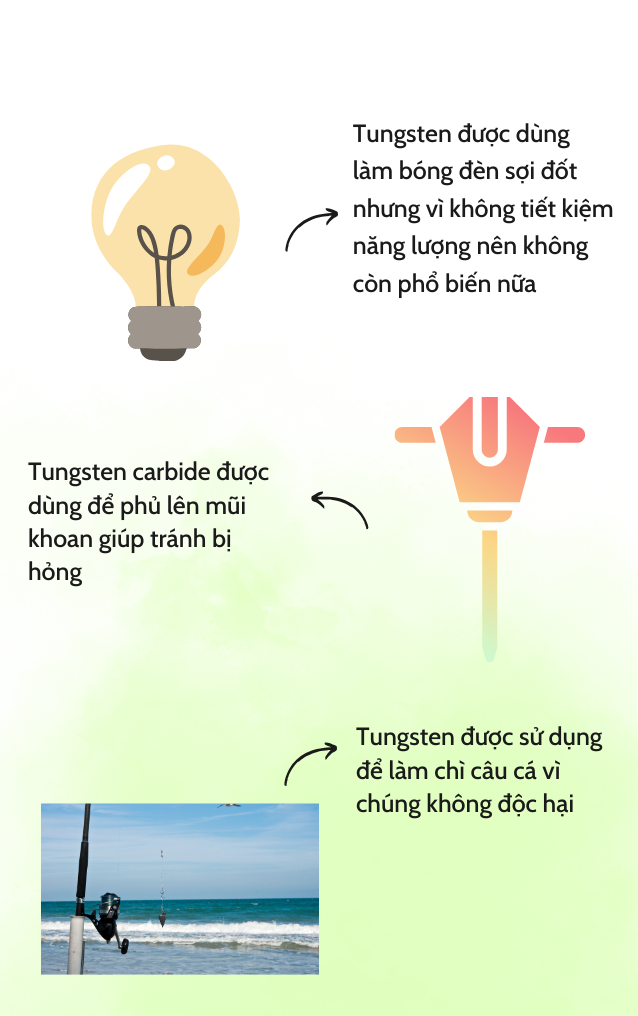 Tungsten được dùng
làm bóng đèn sợi đốt
nhưng vì không tiết kiệm
năng lượng nên không
còn phổ biến nữa
Tungsten carbide được
dùng để phủ lên mũi
khoan giúp tránh bị
hỏng
Tungsten được sử dụng
để làm chì câu cá vì
chúng không độc hại